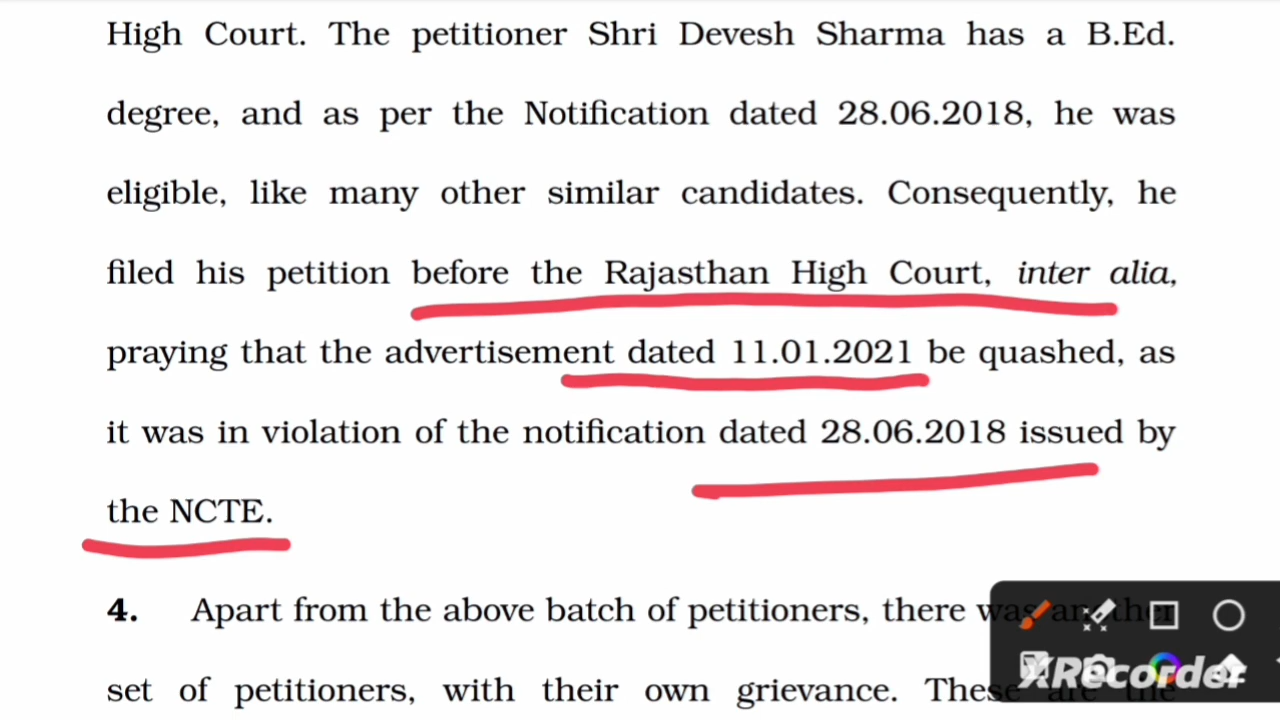 High Court. The petitioner Shri Devesh Sharma has a B.Ed.
degree, and as per the Notification dated 28.06.2018, he was
eligible, like many other similar candidates. Consequently, he
filed his petition before the Rajasthan High Court, inter alia,
praying that the advertisement dated 11.01.2021 be quashed, as
it was in violation of the notification dated 28.06.2018 issued by
the NCTE.
4. Apart from the above batch of petitioners, there was another
set of petitioners, with their own grievance. These are the
XRecorder